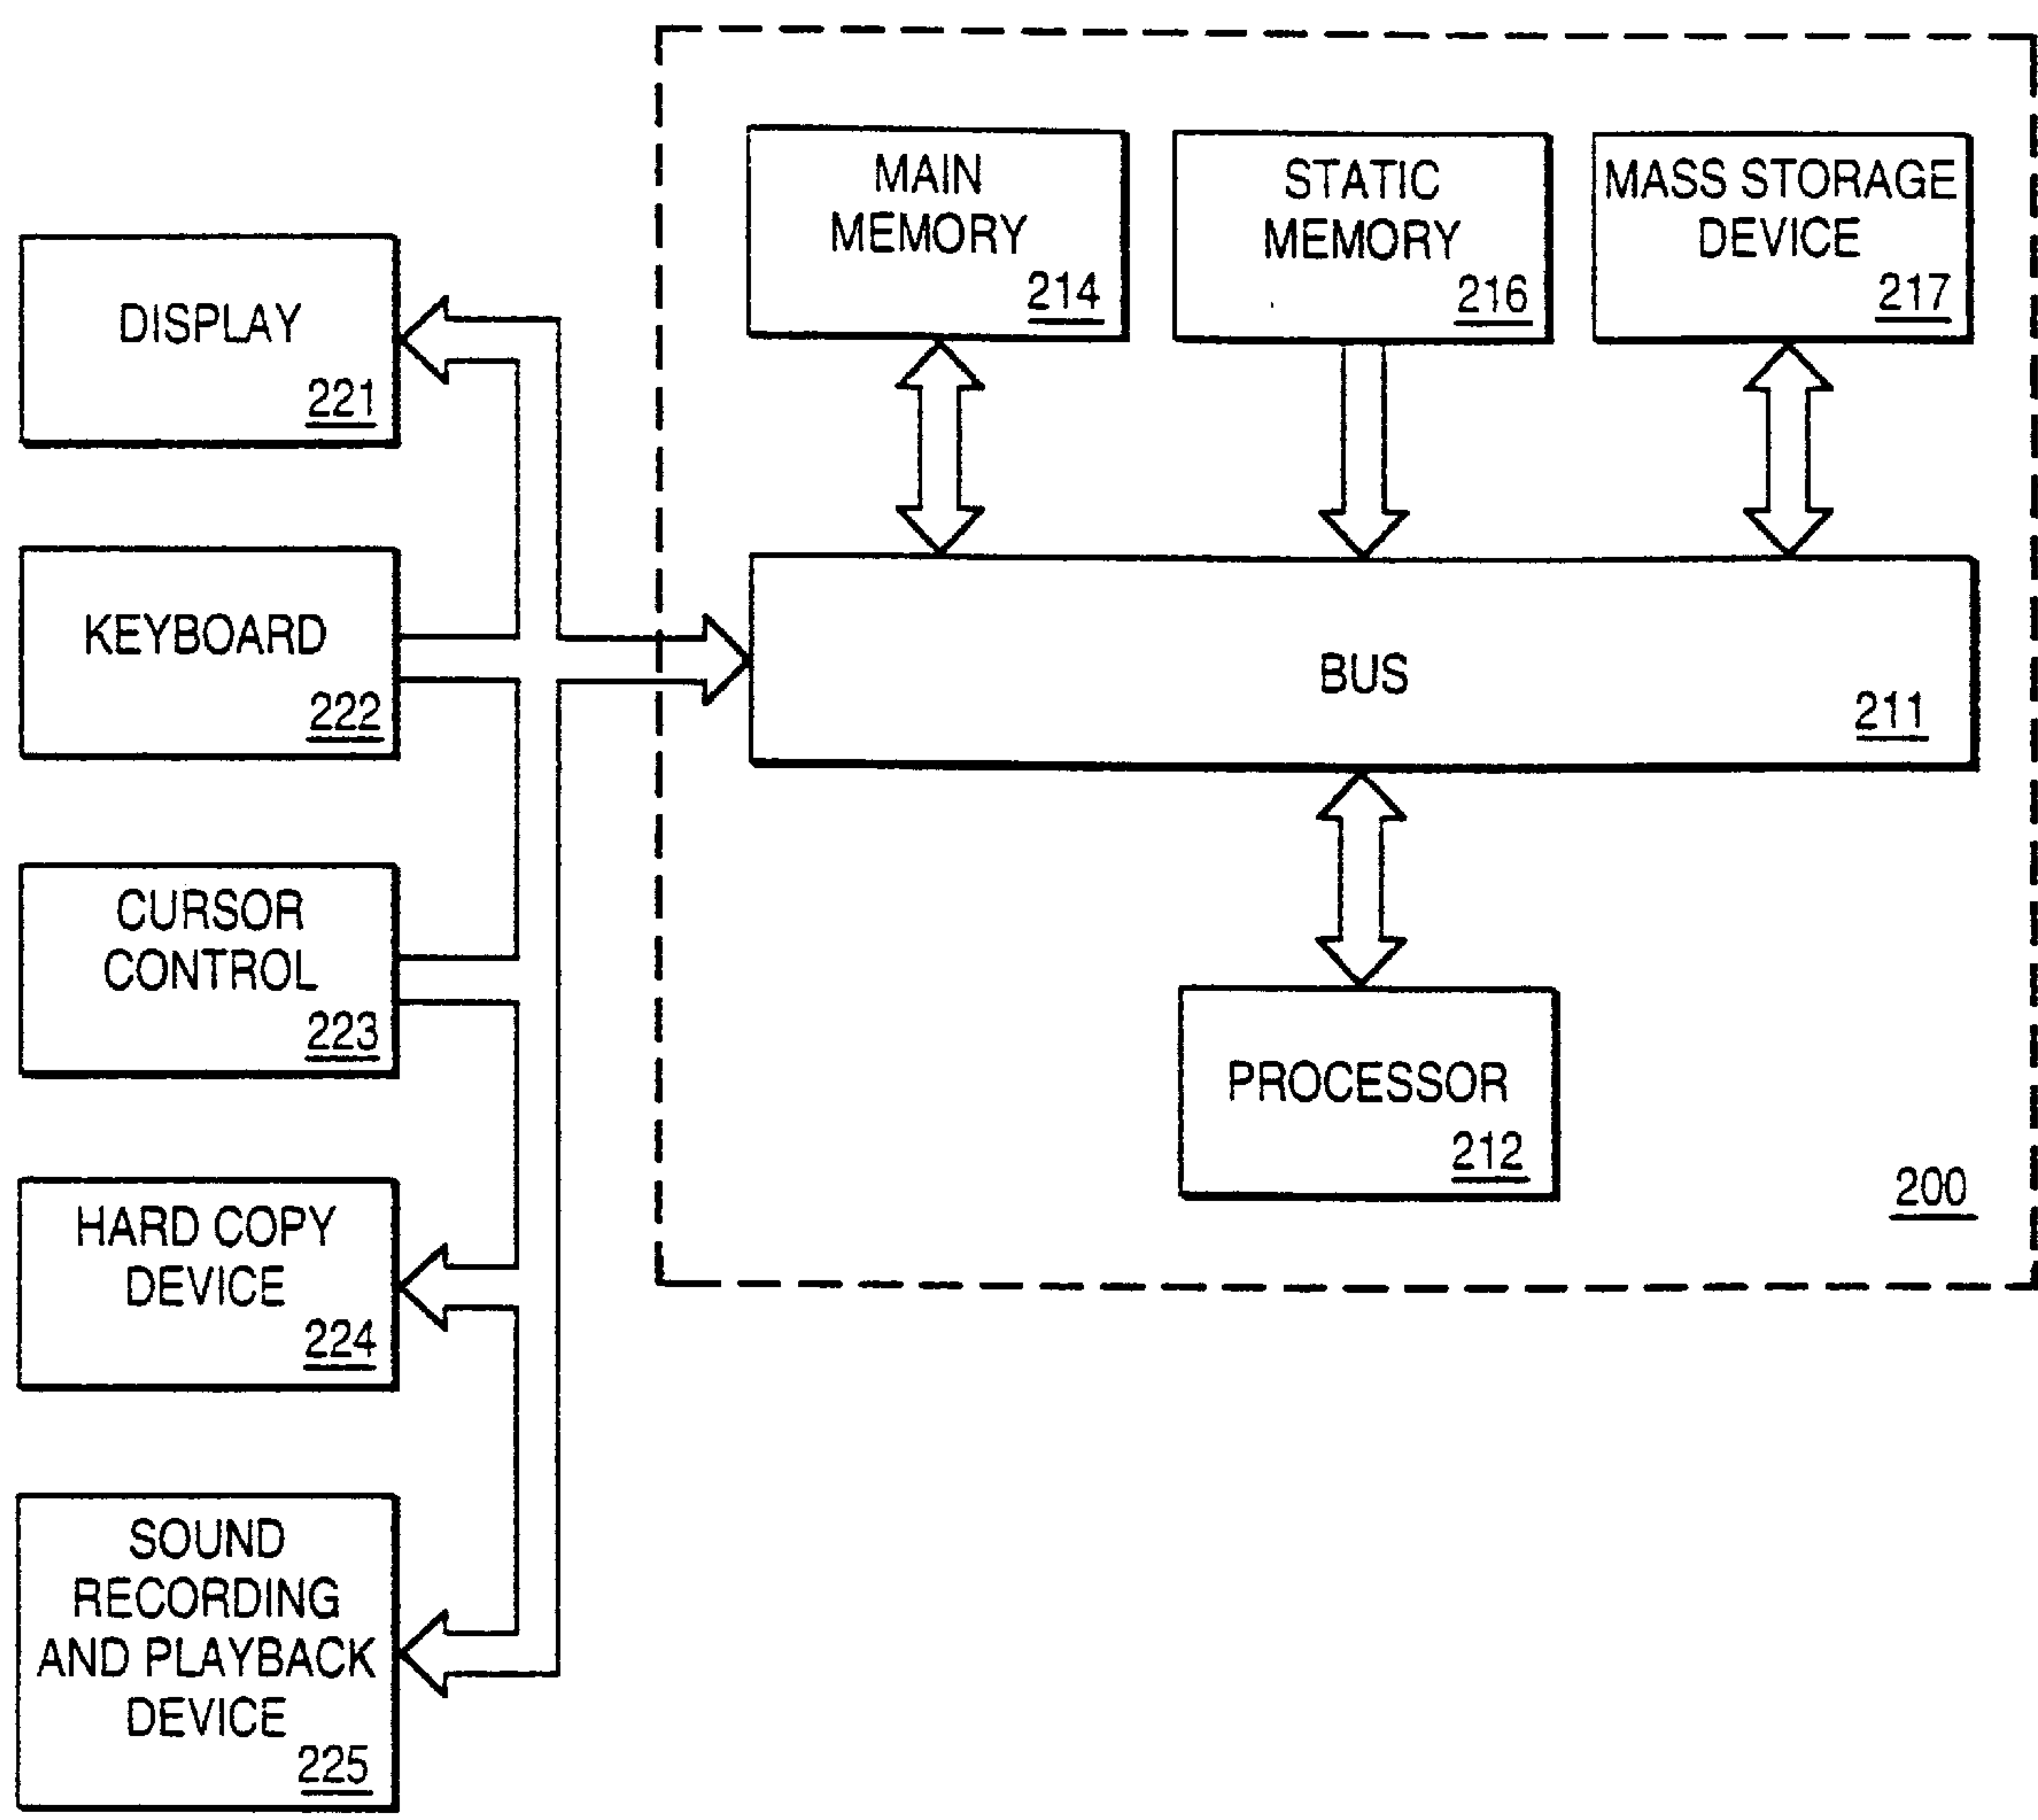 MAIN
MEMORY
214
STATIC
MEMORY
216
MASS STORAGE
DEVICE
217
DISPLAY
221
KEYBOARD
222
BUS
211
CURSOR
CONTROL
223
PROCESSOR
212
200
HARD COPY
DEVICE
224
SOUND
RECORDING
AND PLAYBACK
DEVICE
225